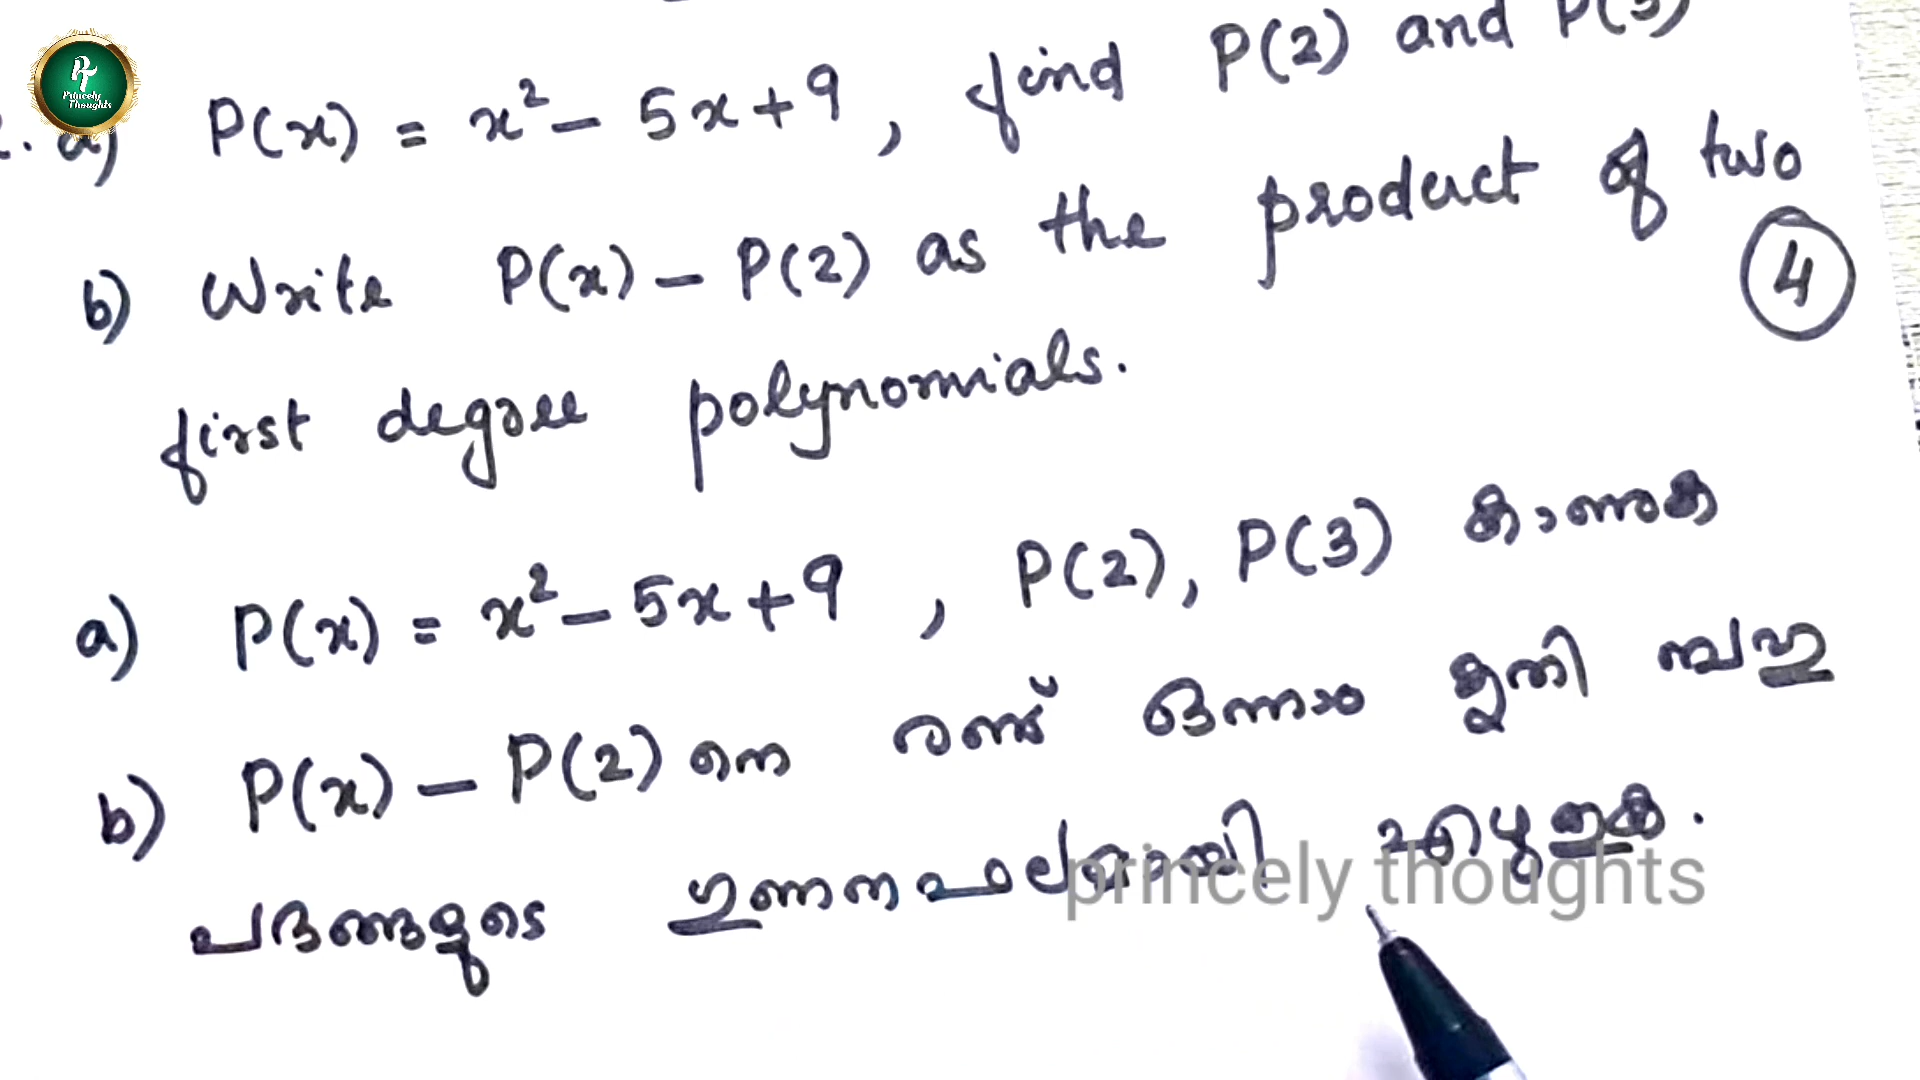 PT
Princely
Thoughts
a) P(x) = x² - 5x + 9, find P(2) and P(3)
b) Write P(x) - P(2) as the product of two
first degree polynomials.
4
a) P(x) = x² - 5x + 9 , P(2), P(3) കാണുക
b) P(x) - P(2) നെ രണ്ട് ഒന്നാം കൃതി ബഹു
പദങ്ങളുടെ ഗുണനഫലമായി എഴുതുക.
princely thoughts